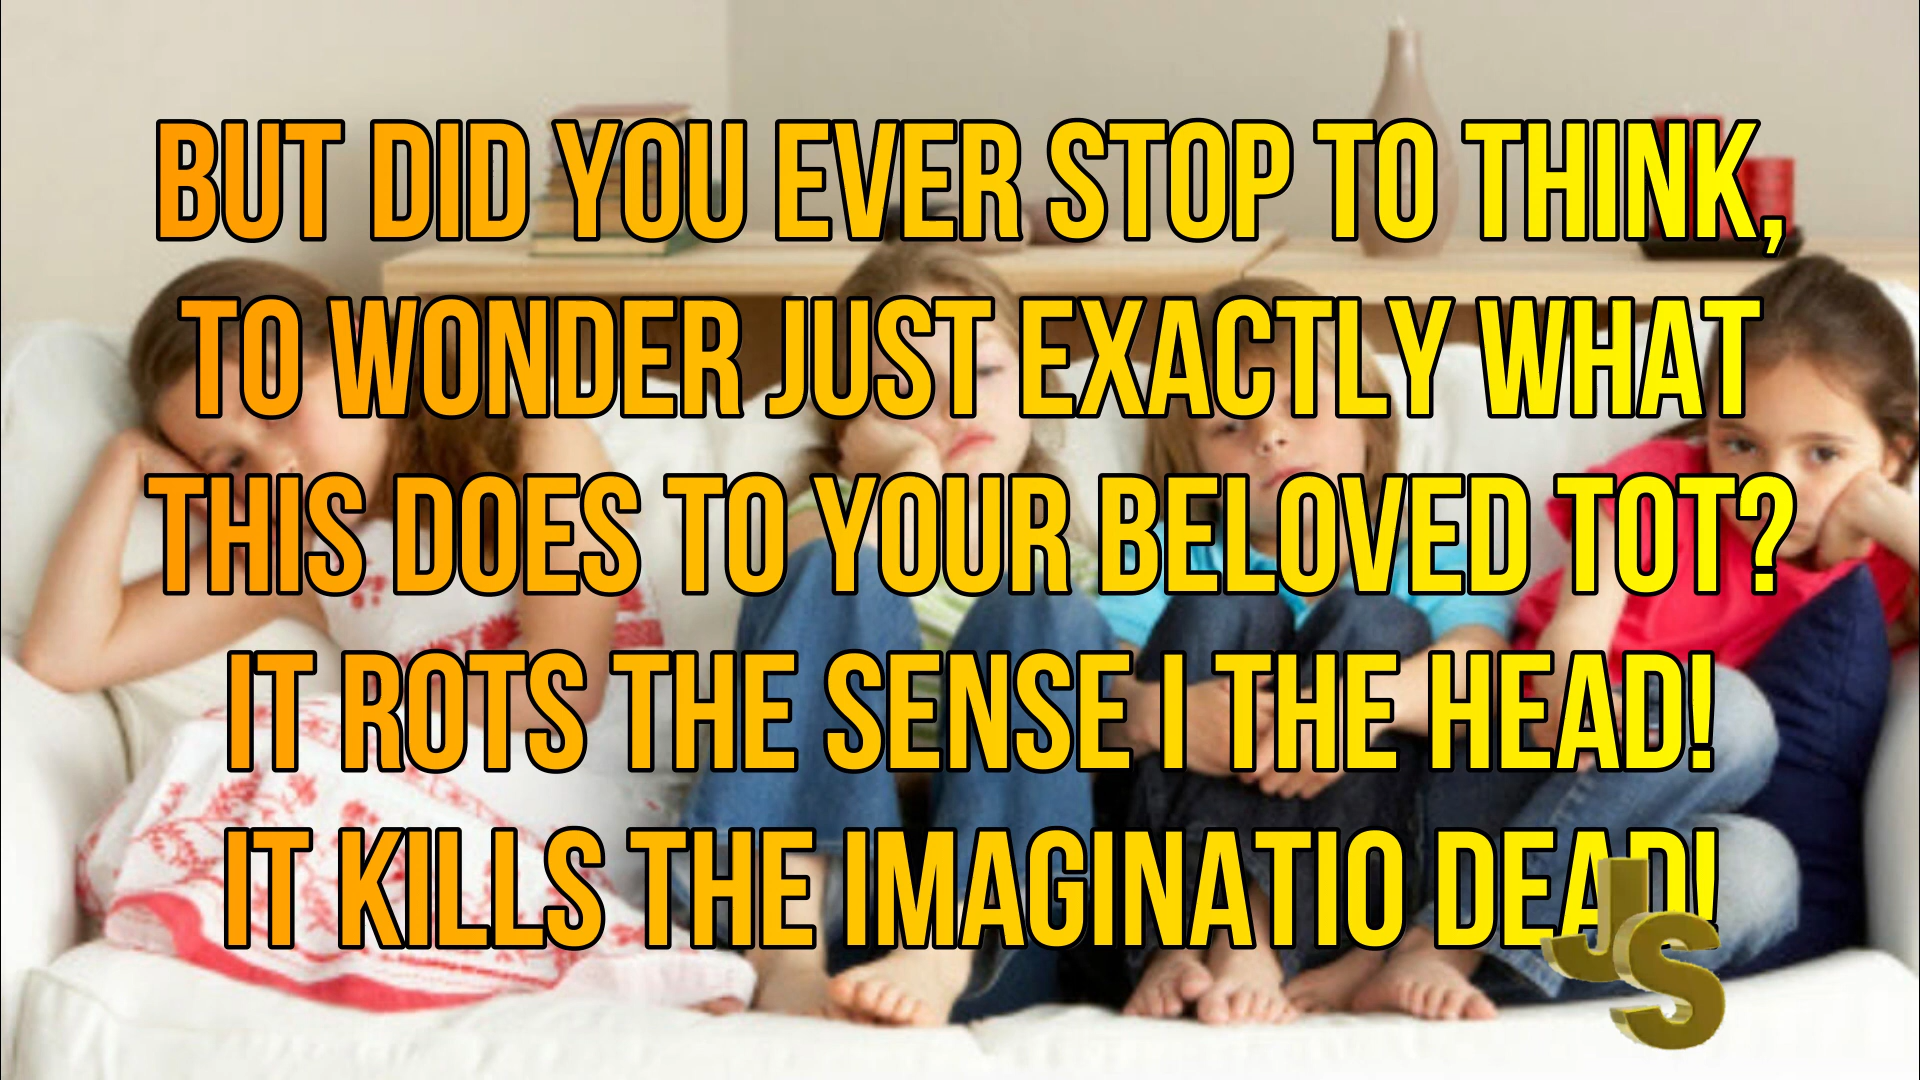 BUT DID YOU EVER STOP TO THINK,
TO WONDER JUST EXACTLY WHAT
THIS DOES TO YOUR BELOVED TOT?
IT ROTS THE SENSE I THE HEAD!
IT KILLS THE IMAGINATIO DEAD!
JS